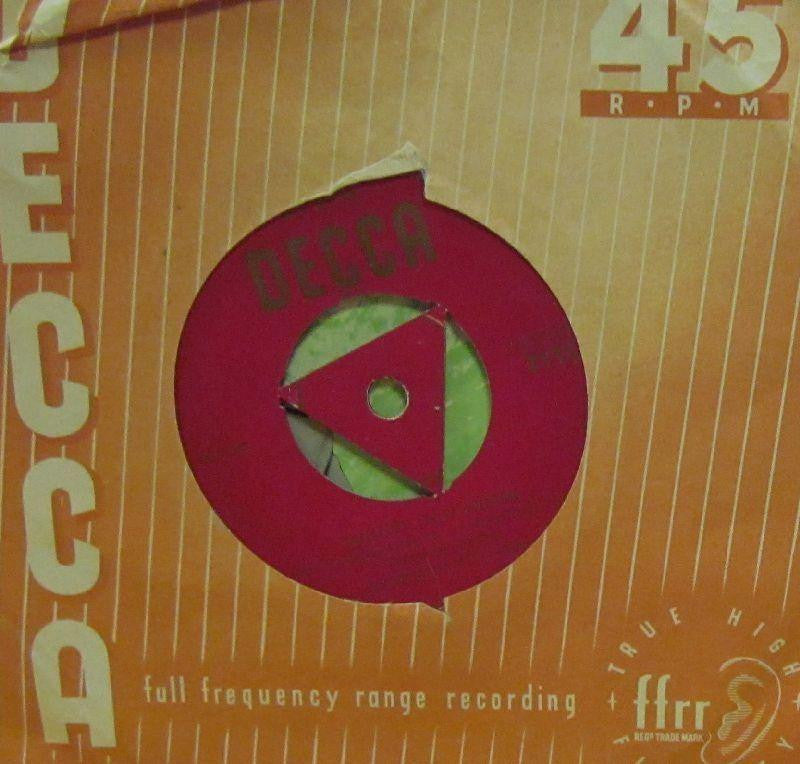 DECCA
45
R·P·M
DECCA
full frequency range recording
TRUE HIGH
ffrr
REGD TRADE MARK